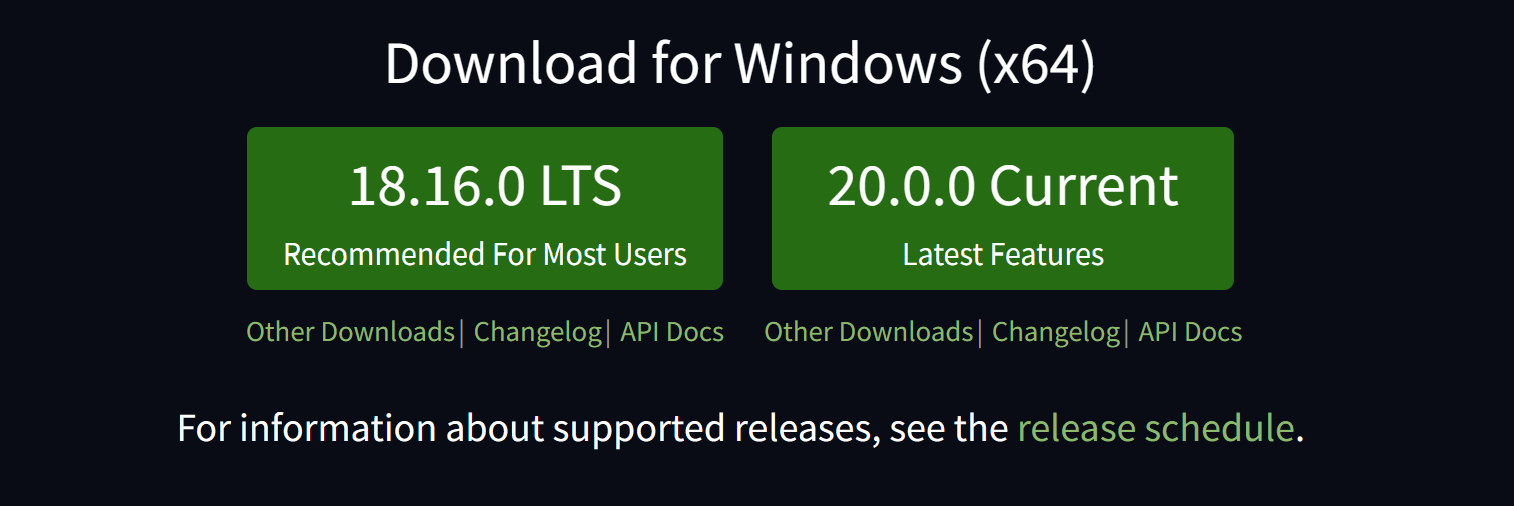 Download for Windows (x64)
18.16.0 LTS
Recommended For Most Users
20.0.0 Current
Latest Features
Other Downloads| Changelog| API Docs
Other Downloads| Changelog| API Docs
For information about supported releases, see the release schedule.